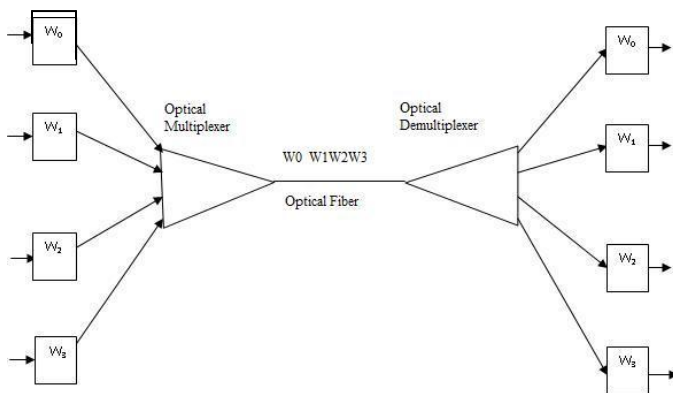 W₀
W₁
W₂
W₃
Optical
Multiplexer
W0 W1W2W3
Optical Fiber
Optical
Demultiplexer
W₀
W₁
W₂
W₃